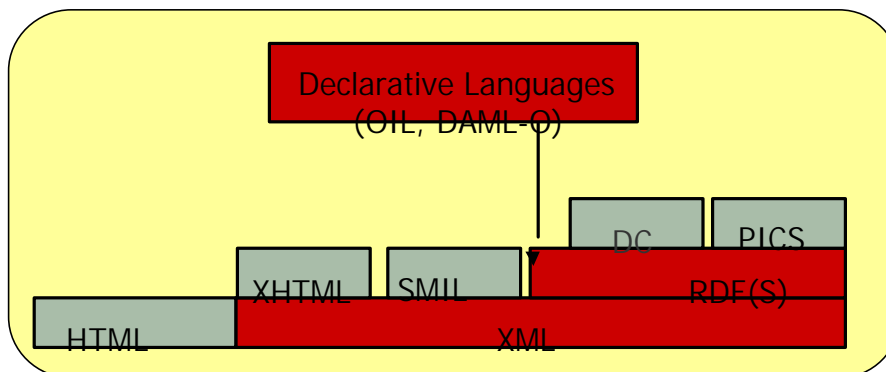 Declarative Languages
(OIL, DAML-O)
DC
PICS
XHTML
SMIL
RDF(S)
HTML
XML